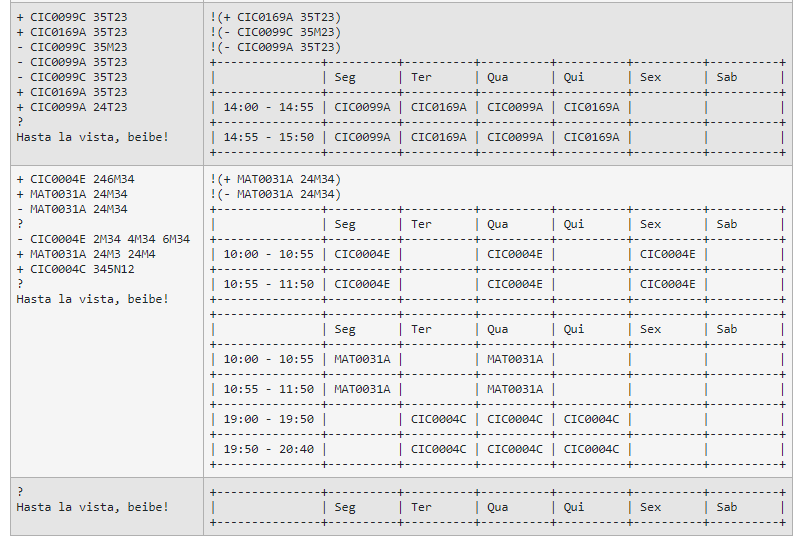 + CIC0099C 35T23
+ CIC0169A 35T23
- CIC0099C 35M23
- CIC0099A 35T23
- CIC0099C 35T23
+ CIC0169A 35T23
+ CIC0099A 24T23
?
Hasta la vista, beibe!
!(+ CIC0169A 35T23)
!(- CIC0099C 35M23)
!(- CIC0099A 35T23)
+---------------+----------+----------+----------+----------+----------+----------+
|               | Seg      | Ter      | Qua      | Qui      | Sex      | Sab      |
+---------------+----------+----------+----------+----------+----------+----------+
| 14:00 - 14:55 | CIC0099A | CIC0169A | CIC0099A | CIC0169A |          |          |
+---------------+----------+----------+----------+----------+----------+----------+
| 14:55 - 15:50 | CIC0099A | CIC0169A | CIC0099A | CIC0169A |          |          |
+---------------+----------+----------+----------+----------+----------+----------+
+ CIC0004E 246M34
+ MAT0031A 24M34
- MAT0031A 24M34
?
- CIC0004E 2M34 4M34 6M34
+ MAT0031A 24M3 24M4
+ CIC0004C 345N12
?
Hasta la vista, beibe!
!(+ MAT0031A 24M34)
!(- MAT0031A 24M34)
+---------------+----------+----------+----------+----------+----------+----------+
|               | Seg      | Ter      | Qua      | Qui      | Sex      | Sab      |
+---------------+----------+----------+----------+----------+----------+----------+
| 10:00 - 10:55 | CIC0004E |          | CIC0004E |          | CIC0004E |          |
+---------------+----------+----------+----------+----------+----------+----------+
| 10:55 - 11:50 | CIC0004E |          | CIC0004E |          | CIC0004E |          |
+---------------+----------+----------+----------+----------+----------+----------+
+---------------+----------+----------+----------+----------+----------+----------+
|               | Seg      | Ter      | Qua      | Qui      | Sex      | Sab      |
+---------------+----------+----------+----------+----------+----------+----------+
| 10:00 - 10:55 | MAT0031A |          | MAT0031A |          |          |          |
+---------------+----------+----------+----------+----------+----------+----------+
| 10:55 - 11:50 | MAT0031A |          | MAT0031A |          |          |          |
+---------------+----------+----------+----------+----------+----------+----------+
| 19:00 - 19:50 |          | CIC0004C | CIC0004C | CIC0004C |          |          |
+---------------+----------+----------+----------+----------+----------+----------+
| 19:50 - 20:40 |          | CIC0004C | CIC0004C | CIC0004C |          |          |
+---------------+----------+----------+----------+----------+----------+----------+
?
Hasta la vista, beibe!
+---------------+----------+----------+----------+----------+----------+----------+
|               | Seg      | Ter      | Qua      | Qui      | Sex      | Sab      |
+---------------+----------+----------+----------+----------+----------+----------+